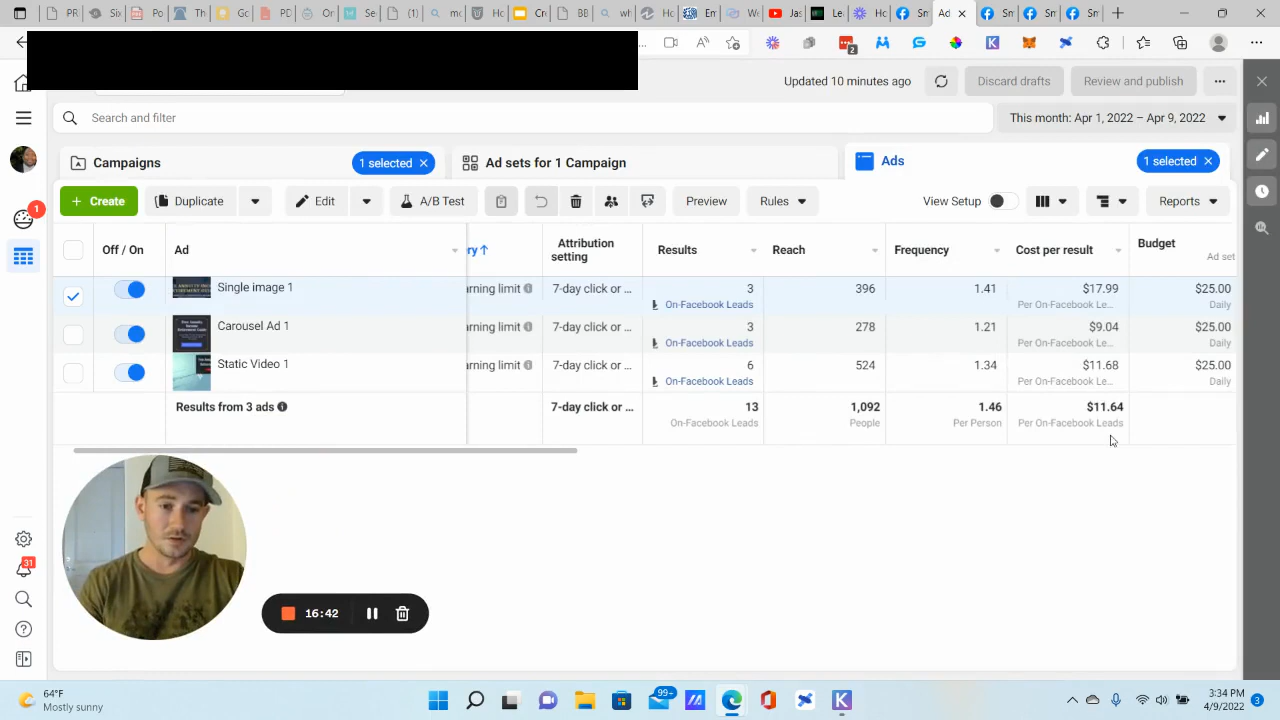 2
Updated 10 minutes ago
Discard drafts
Review and publish
Search and filter
This month: Apr 1, 2022 – Apr 9, 2022
Campaigns
1 selected ×
Ad sets for 1 Campaign
Ads
1 selected ×
1
+ Create
Duplicate
Edit
A/B Test
Preview
Rules
View Setup
Reports
Off / On
Ad
ry ↑
Attribution
setting
Results
Reach
Frequency
Cost per result
Budget
Ad set
Single image 1
arning limit
7-day click or ...
3
On-Facebook Leads
396
1.41
$17.99
Per On-Facebook Le...
$25.00
Daily
Carousel Ad 1
arning limit
7-day click or ...
3
On-Facebook Leads
278
1.21
$9.04
Per On-Facebook Le...
$25.00
Daily
Static Video 1
arning limit
7-day click or ...
6
On-Facebook Leads
524
1.34
$11.68
Per On-Facebook Le...
$25.00
Daily
Results from 3 ads
7-day click or ...
13
On-Facebook Leads
1,092
People
1.46
Per Person
$11.64
Per On-Facebook Leads
31
16:42
64°F
Mostly sunny
99+
3:34 PM
4/9/2022
3